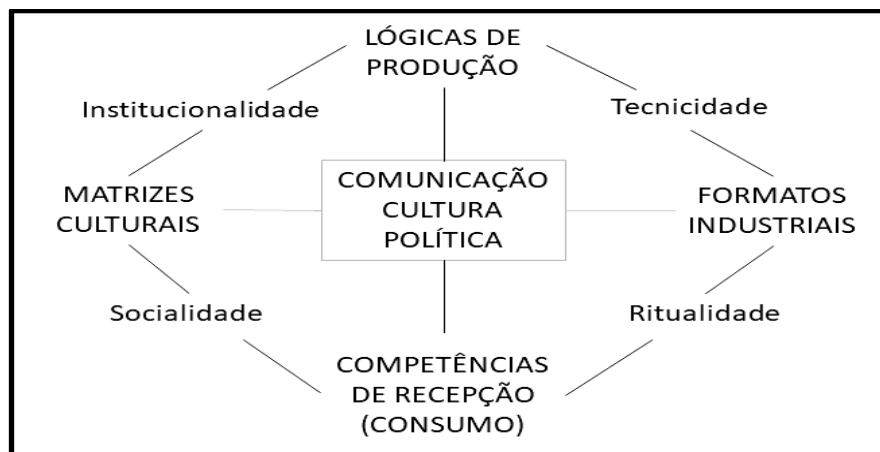 LÓGICAS DE
PRODUÇÃO
Institucionalidade
Tecnicidade
MATRIZES
CULTURAIS
COMUNICAÇÃO
CULTURA
POLÍTICA
FORMATOS
INDUSTRIAIS
Socialidade
Ritualidade
COMPETÊNCIAS
DE RECEPÇÃO
(CONSUMO)